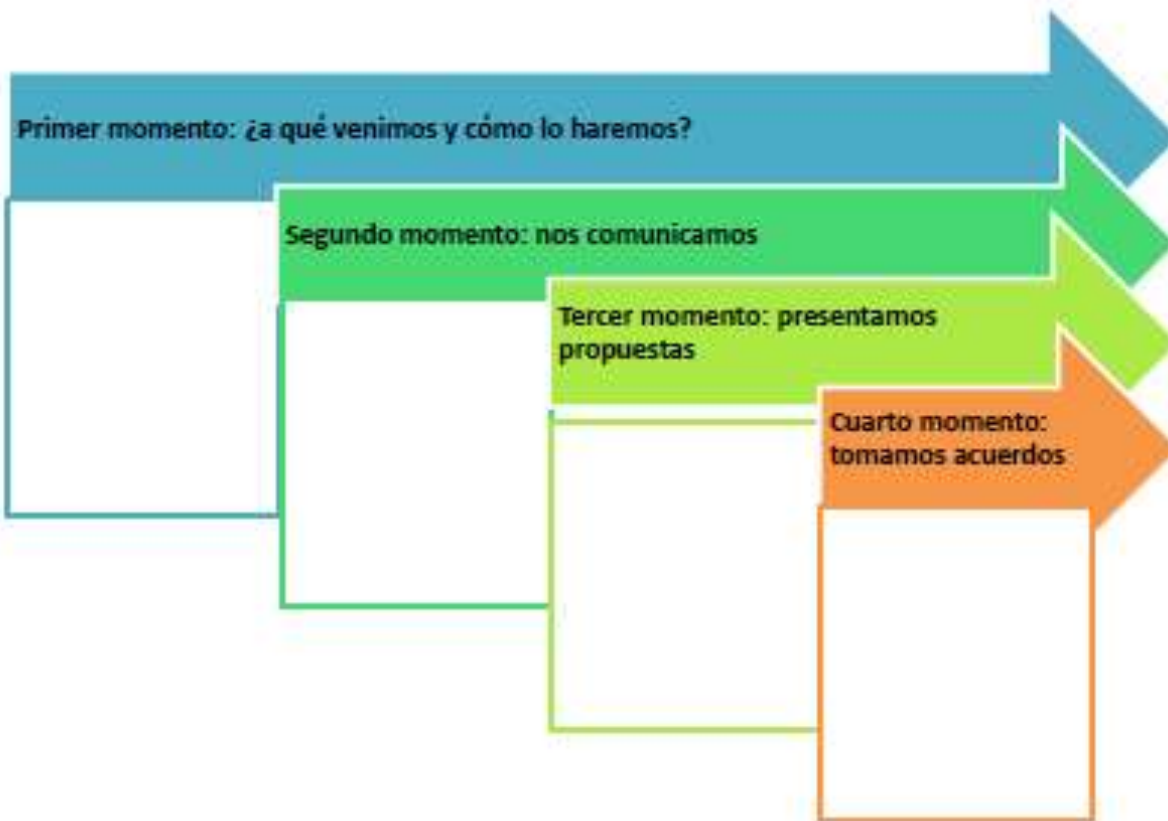 Primer momento: ¿a qué venimos y cómo lo haremos?
Segundo momento: nos comunicamos
Tercer momento: presentamos
propuestas
Cuarto momento:
tomamos acuerdos